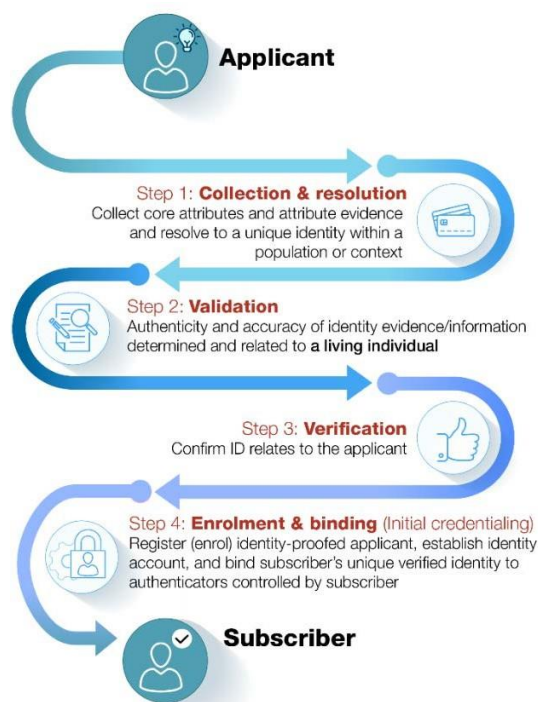 Applicant
Step 1: Collection & resolution
Collect core attributes and attribute evidence
and resolve to a unique identity within a
population or context
Step 2: Validation
Authenticity and accuracy of identity evidence/information
determined and related to a living individual
Step 3: Verification
Confirm ID relates to the applicant
Step 4: Enrolment & binding (Initial credentialing)
Register (enrol) identity-proofed applicant, establish identity
account, and bind subscriber's unique verified identity to
authenticators controlled by subscriber
Subscriber